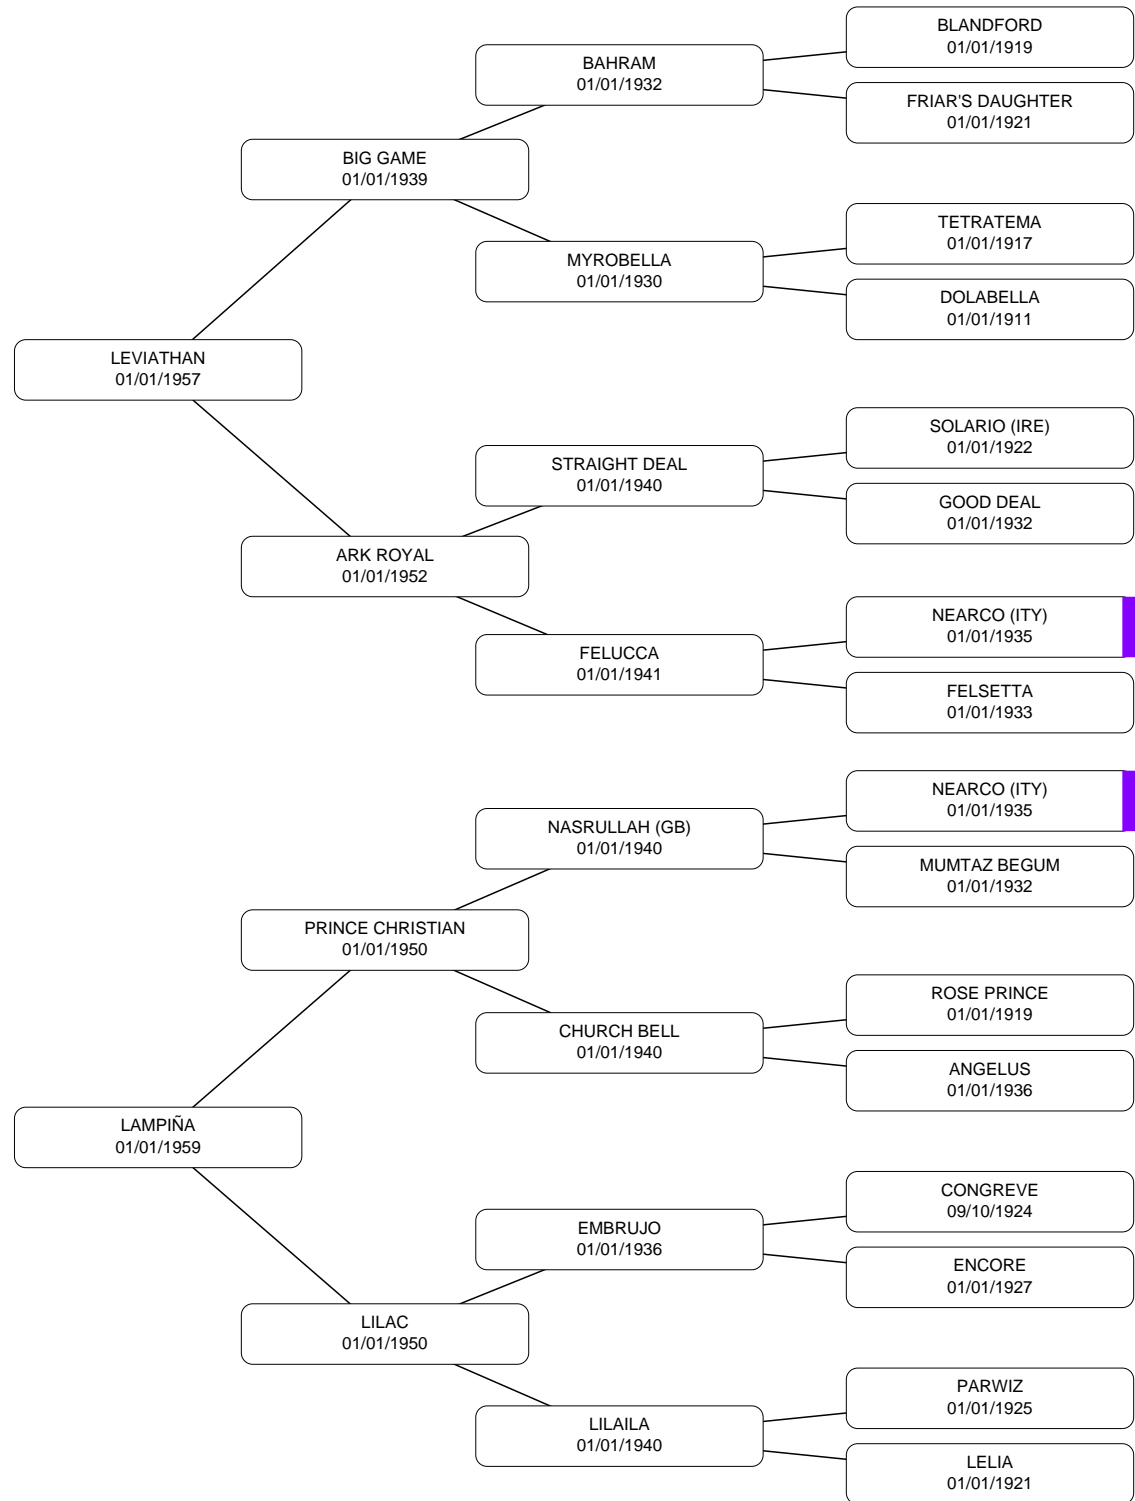 BLANDFORD
01/01/1919
BAHRAM
01/01/1932
FRIAR'S DAUGHTER
01/01/1921
BIG GAME
01/01/1939
TETRATEMA
01/01/1917
MYROBELLA
01/01/1930
DOLABELLA
01/01/1911
LEVIATHAN
01/01/1957
SOLARIO (IRE)
01/01/1922
STRAIGHT DEAL
01/01/1940
GOOD DEAL
01/01/1932
ARK ROYAL
01/01/1952
NEARCO (ITY)
01/01/1935
FELUCCA
01/01/1941
FELSETTA
01/01/1933
NEARCO (ITY)
01/01/1935
NASRULLAH (GB)
01/01/1940
MUMTAZ BEGUM
01/01/1932
PRINCE CHRISTIAN
01/01/1950
ROSE PRINCE
01/01/1919
CHURCH BELL
01/01/1940
ANGELUS
01/01/1936
LAMPIÑA
01/01/1959
CONGREVE
09/10/1924
EMBRUJO
01/01/1936
ENCORE
01/01/1927
LILAC
01/01/1950
PARWIZ
01/01/1925
LILAILA
01/01/1940
LELIA
01/01/1921